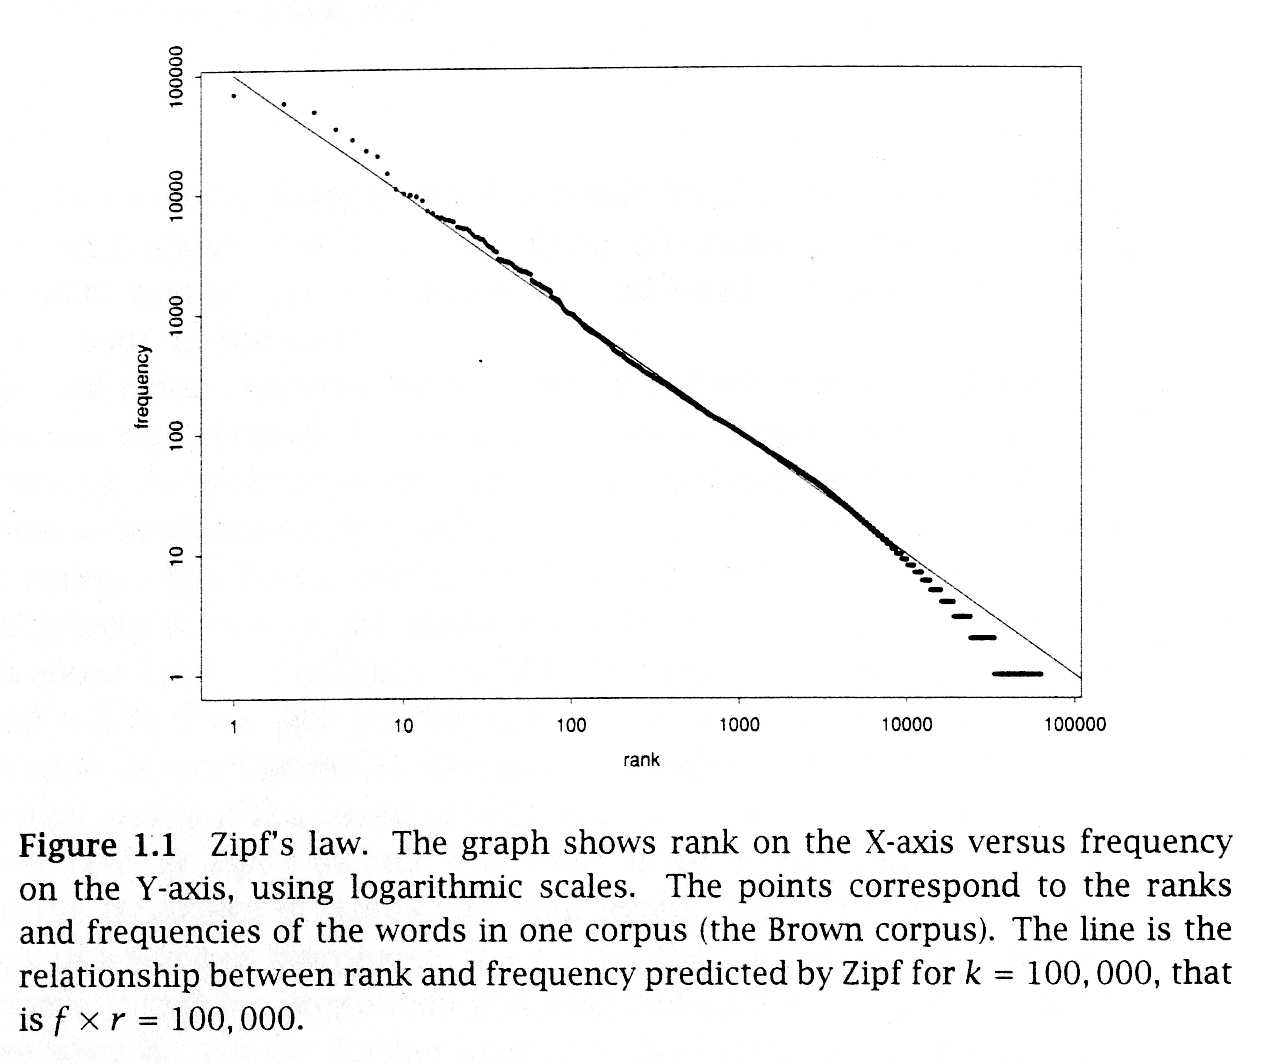 100000
10000
1000
100
10
1
frequency
1 10 100 1000 10000 100000
rank
Figure 1.1 Zipf's law. The graph shows rank on the X-axis versus frequency
on the Y-axis, using logarithmic scales. The points correspond to the ranks
and frequencies of the words in one corpus (the Brown corpus). The line is the
relationship between rank and frequency predicted by Zipf for k = 100,000, that
is f × r = 100,000.